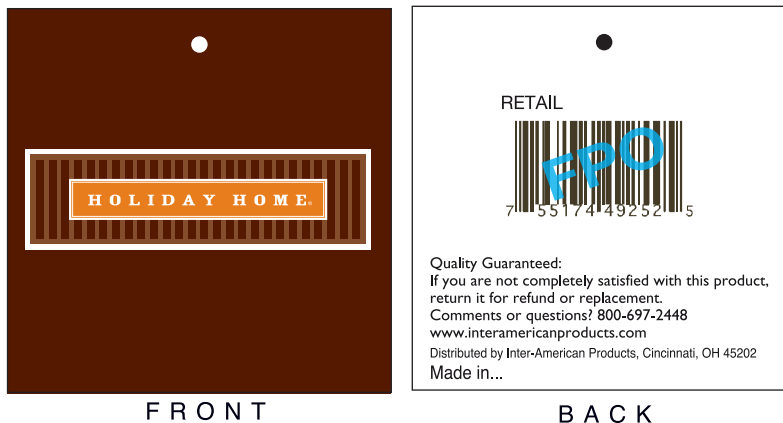 HOLIDAY HOME®
FRONT
RETAIL
FPO
7 55174 49252 5
Quality Guaranteed:
If you are not completely satisfied with this product,
return it for refund or replacement.
Comments or questions? 800-697-2448
www.interamericanproducts.com
Distributed by Inter-American Products, Cincinnati, OH 45202
Made in...
BACK